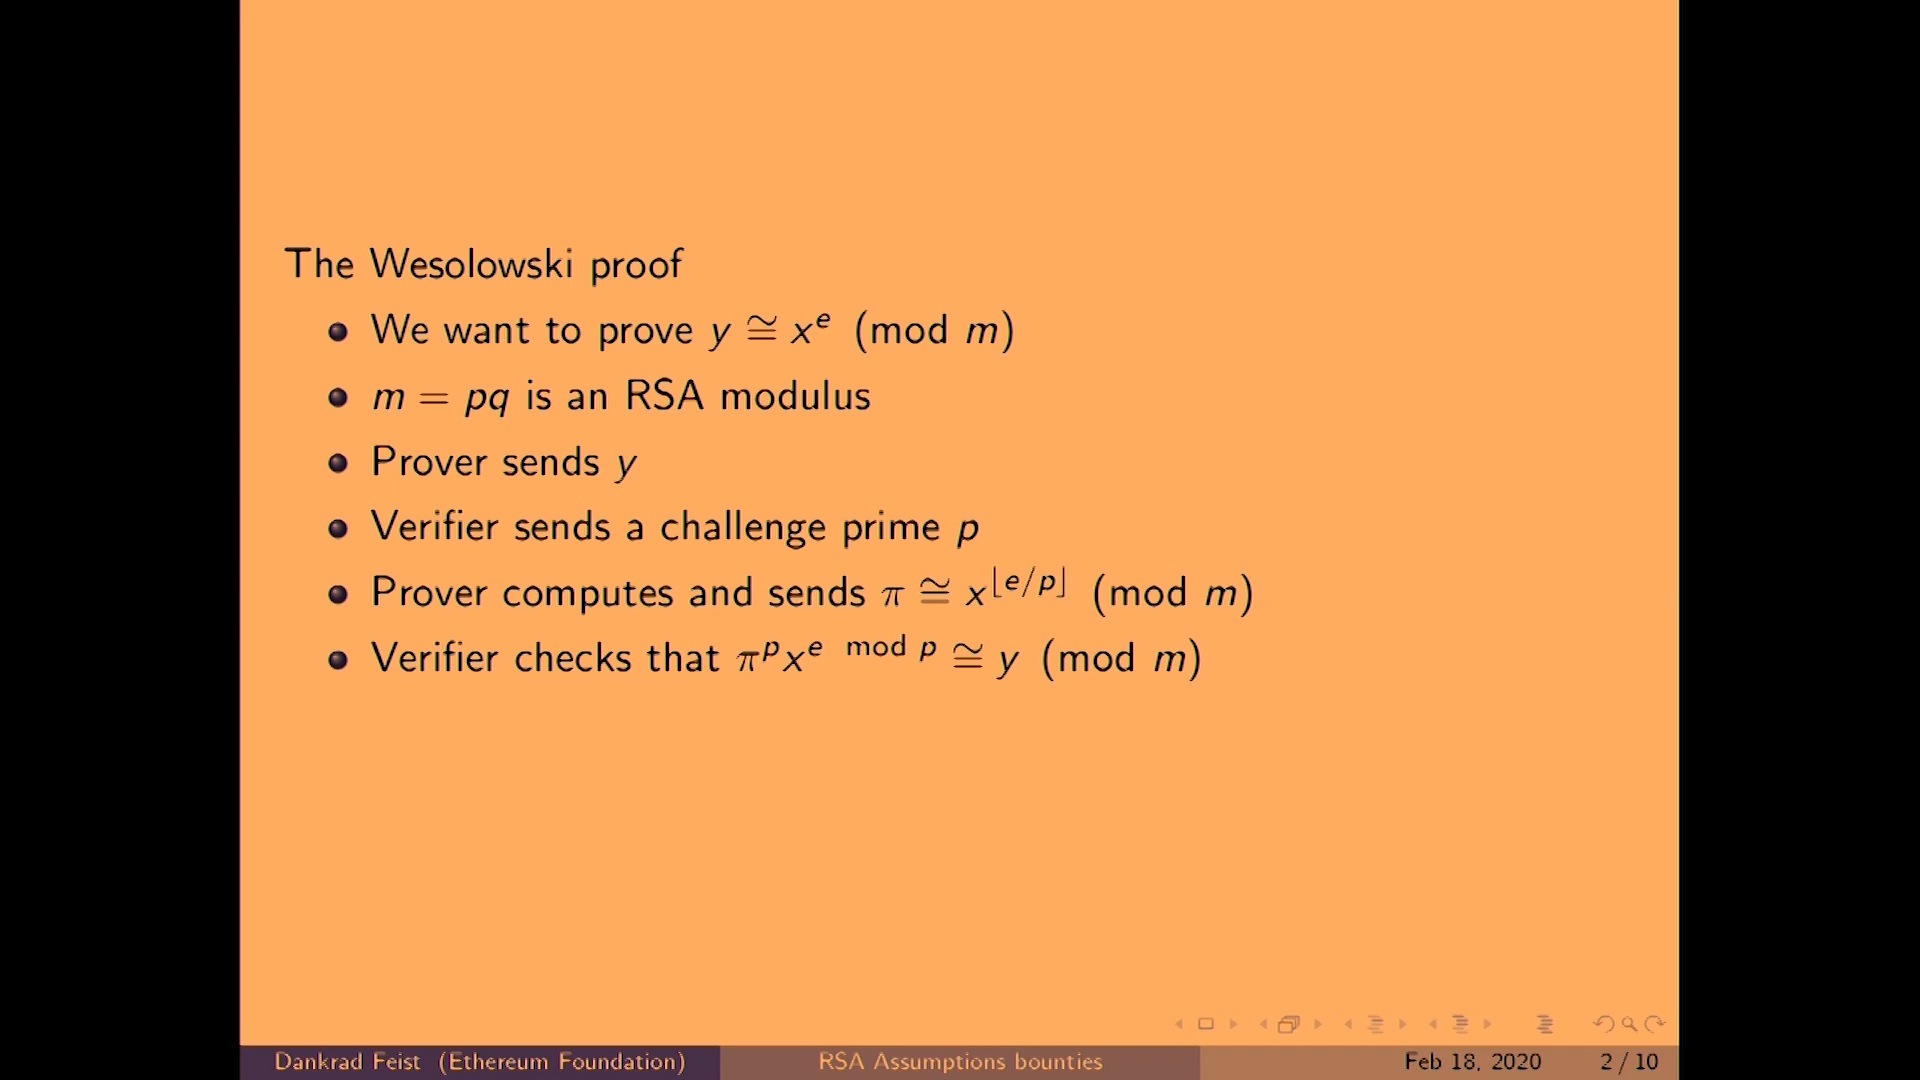 The Wesolowski proof
We want to prove y ≅ x^e (mod m)
m = pq is an RSA modulus
Prover sends y
Verifier sends a challenge prime p
Prover computes and sends π ≅ x^⌊e/p⌋ (mod m)
Verifier checks that π^p x^(e mod p) ≅ y (mod m)
Dankrad Feist (Ethereum Foundation) RSA Assumptions bounties Feb 18, 2020 2 / 10